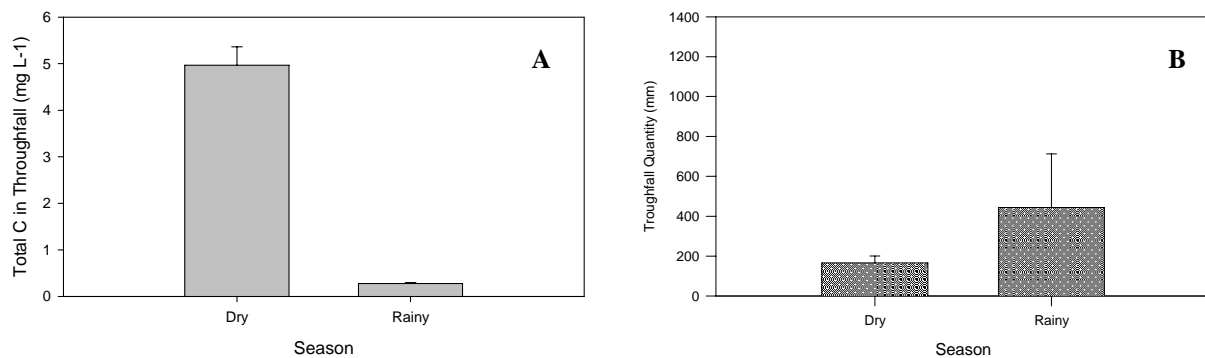 A
Total C in Throughfall (mg L-1)
6
5
4
3
2
1
0
Dry
Rainy
Season
B
Troughfall Quantity (mm)
1400
1200
1000
800
600
400
200
0
Dry
Rainy
Season